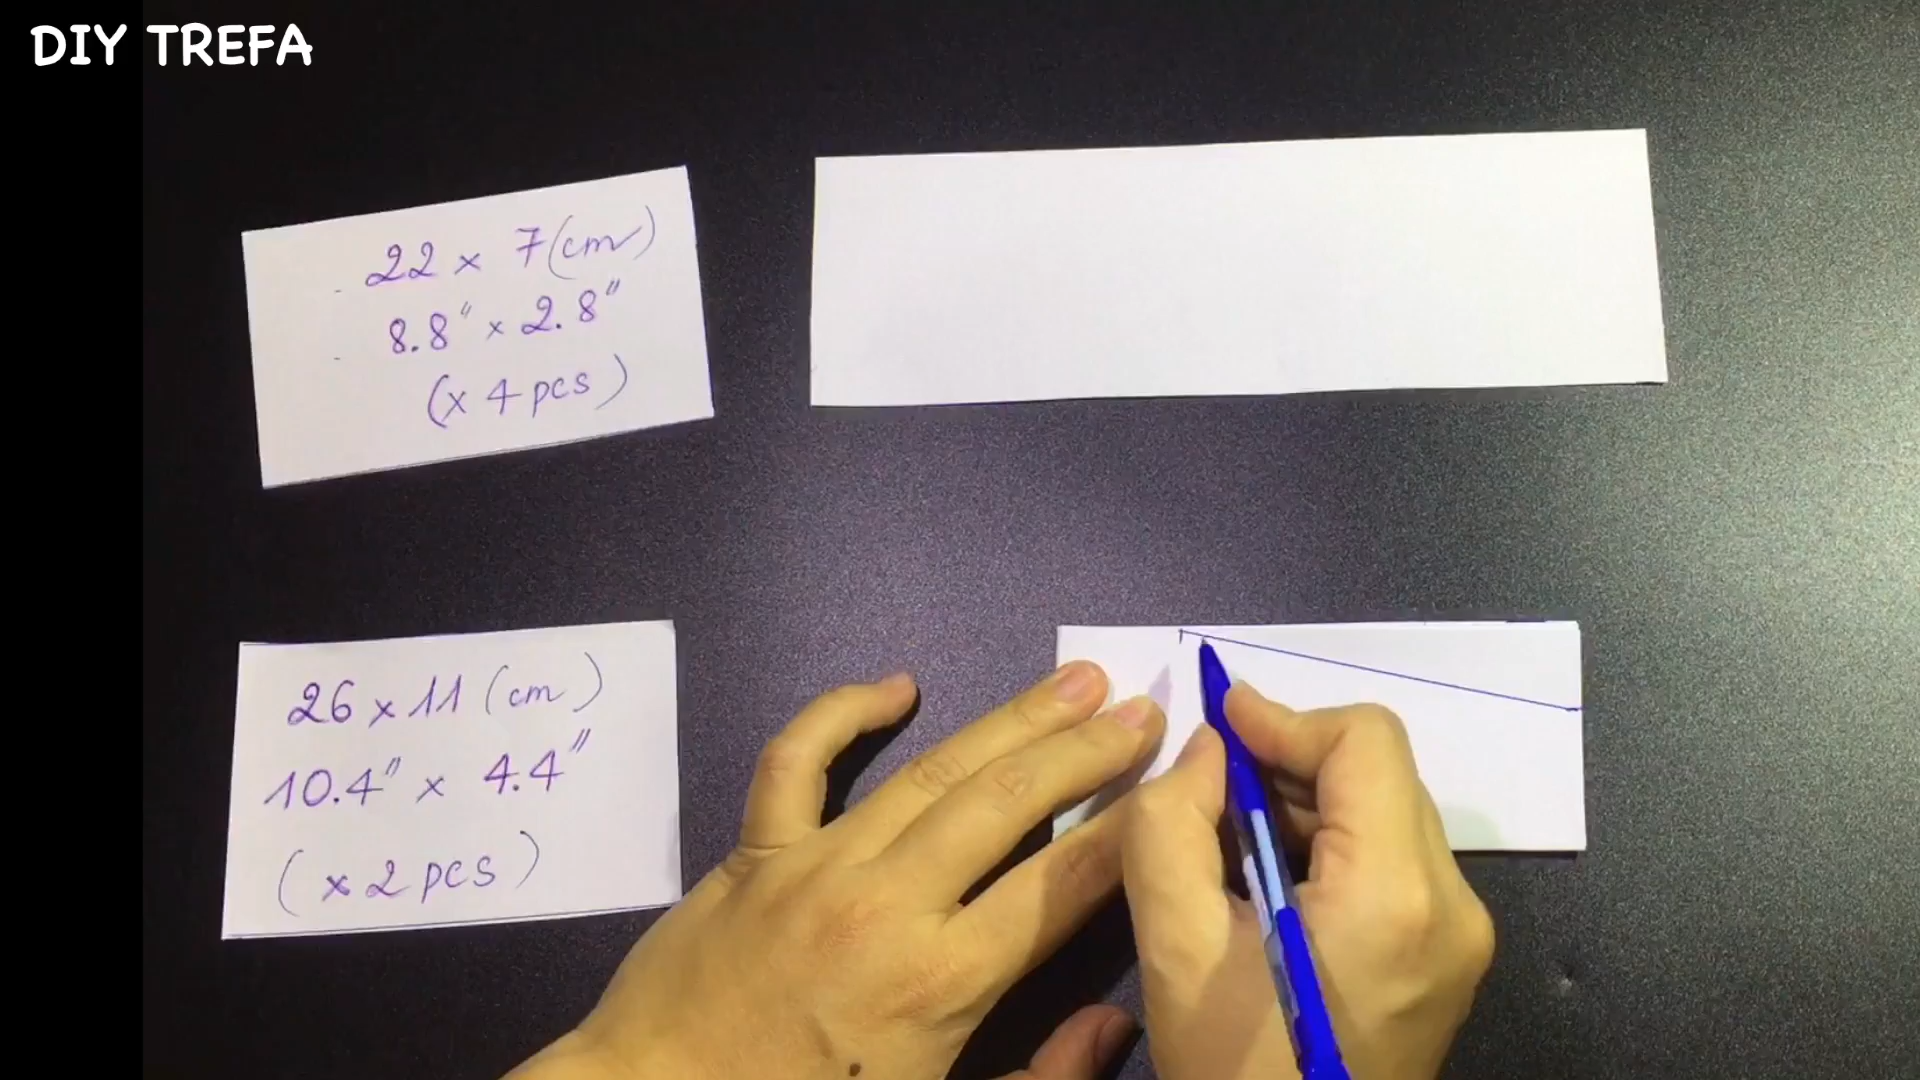 DIY TREFA
22 x 7 (cm)
8.8" x 2.8"
(x 4 pcs)
26 x 11 (cm)
10.4" x 4.4"
(x 2 pcs)